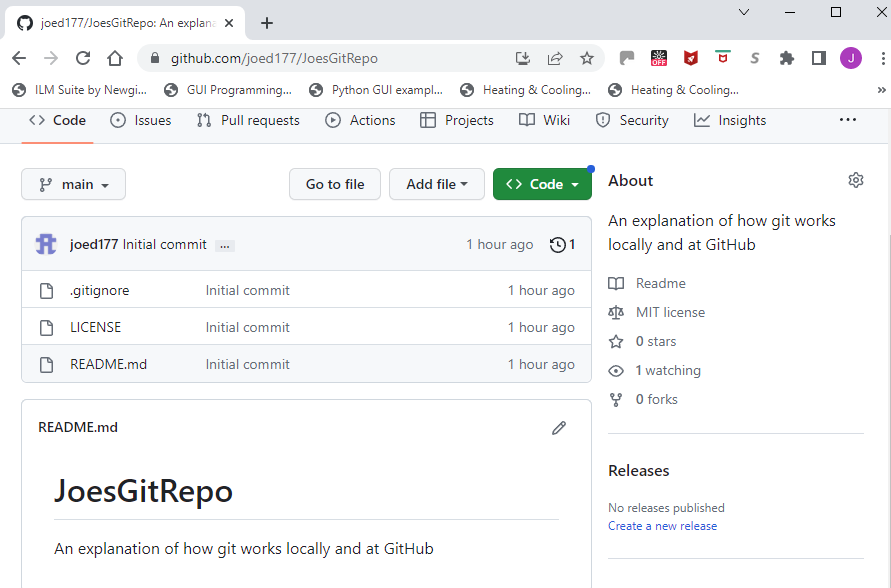 joed177/JoesGitRepo: An explana
github.com/joed177/JoesGitRepo
OFF
S
J
ILM Suite by Newgi...
GUI Programming...
Python GUI exampl...
Heating & Cooling...
Heating & Cooling...
»
<> Code
Issues
Pull requests
Actions
Projects
Wiki
Security
Insights
...
main
Go to file
Add file
<> Code
joed177 Initial commit ...
1 hour ago
1
.gitignore Initial commit 1 hour ago
LICENSE Initial commit 1 hour ago
README.md Initial commit 1 hour ago
README.md
JoesGitRepo
An explanation of how git works locally and at GitHub
About
An explanation of how git works
locally and at GitHub
Readme
MIT license
0 stars
1 watching
0 forks
Releases
No releases published
Create a new release